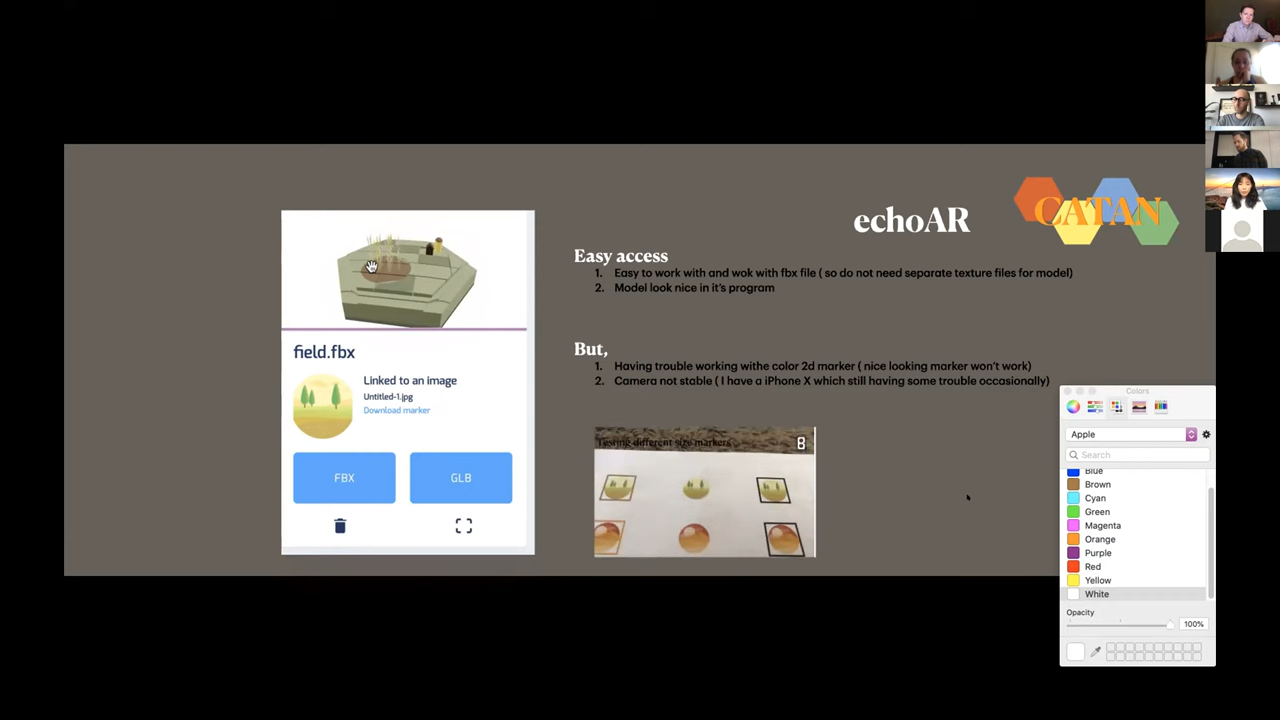 echoAR
CATAN
Easy access
1. Easy to work with and wok with fbx file ( so do not need separate texture files for model)
2. Model look nice in it's program
But,
1. Having trouble working withe color 2d marker ( nice looking marker won't work)
2. Camera not stable ( I have a iPhone X which still having some trouble occasionally)
field.fbx
Linked to an image
Untitled-1.jpg
Download marker
FBX
GLB
Testing different size markers
8
Colors
Apple
Search
Blue
Brown
Cyan
Green
Magenta
Orange
Purple
Red
Yellow
White
Opacity
100%